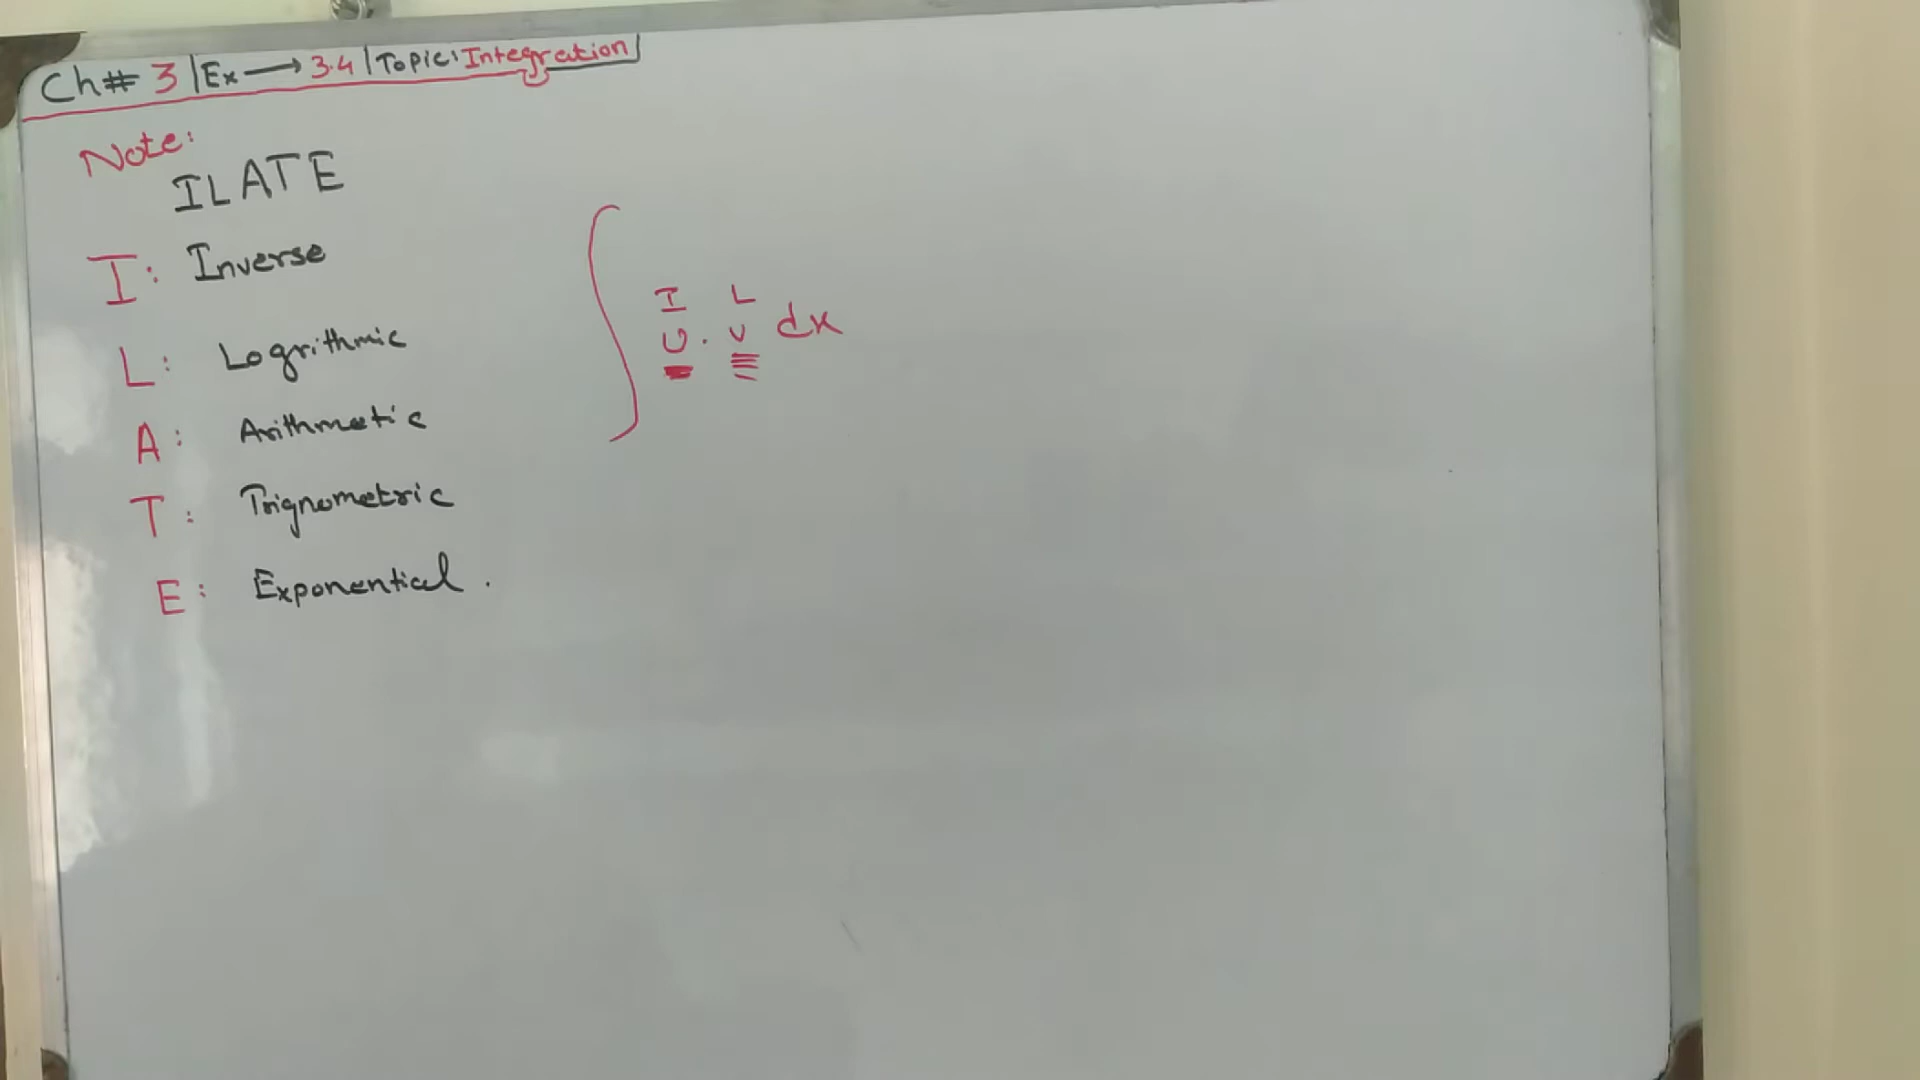 Ch# 3 | Ex → 3.4 | Topic: Integration
Note:
ILATE
I: Inverse
L: Logrithmic
A: Arithmetic
T: Trignometric
E: Exponential.
I L
∫ U . V dx